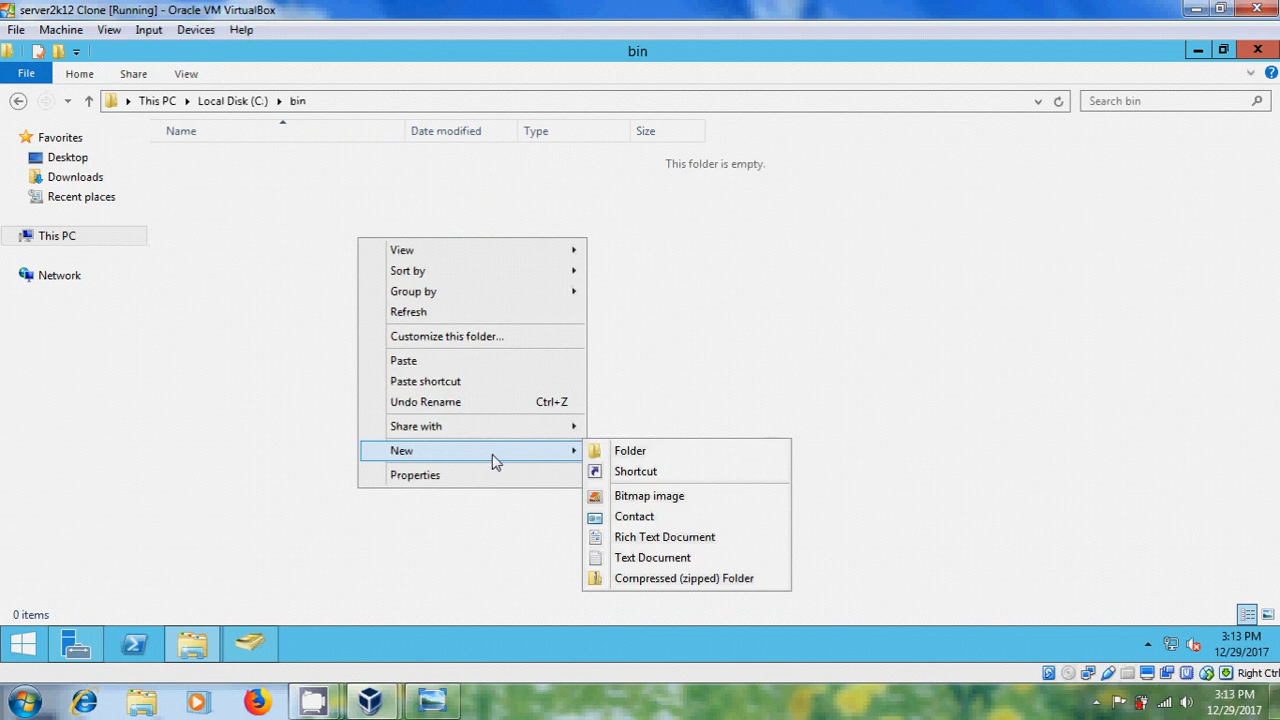 server2k12 Clone [Running] - Oracle VM VirtualBox
File Machine View Input Devices Help
bin
File Home Share View
This PC Local Disk (C:) bin
Search bin
Name Date modified Type Size
This folder is empty.
Favorites
Desktop
Downloads
Recent places
This PC
Network
View
Sort by
Group by
Refresh
Customize this folder...
Paste
Paste shortcut
Undo Rename Ctrl+Z
Share with
New
Properties
Folder
Shortcut
Bitmap image
Contact
Rich Text Document
Text Document
Compressed (zipped) Folder
0 items
3:13 PM
12/29/2017
Right Ctrl
3:13 PM
12/29/2017